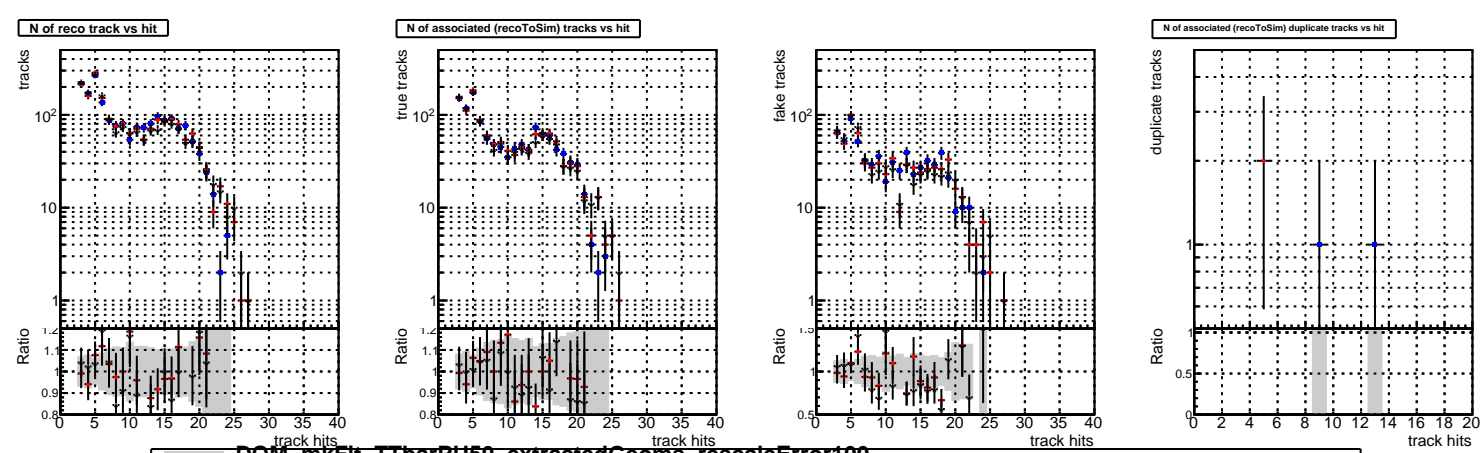 N of reco track vs hit
N of associated (recoToSim) tracks vs hit
N of associated (recoToSim) duplicate tracks vs hit
tracks
10²
10
1
Ratio
1.2
1.1
1
0.9
0.8
0 5 10 15 20 25 30 35 40
track hits
true tracks
10²
10
1
Ratio
1.2
1.1
1
0.9
0.8
0 5 10 15 20 25 30 35 40
track hits
fake tracks
10²
10
1
Ratio
1.5
1
0.5
0 5 10 15 20 25 30 35 40
track hits
duplicate tracks
1
Ratio
1
0.5
0
0 2 4 6 8 10 12 14 16 18 20
track hits